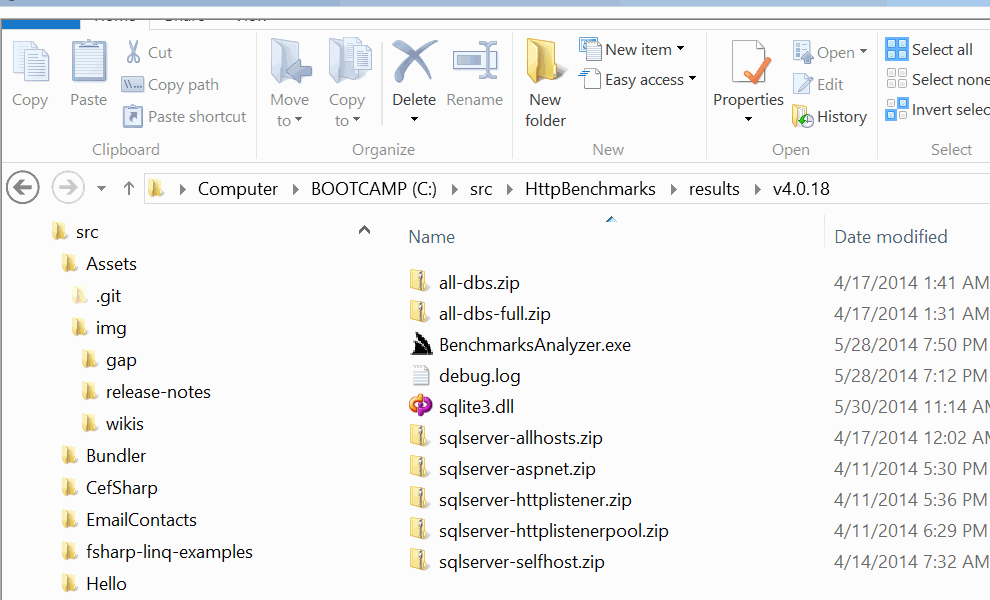 Copy
Paste
Cut
Copy path
Paste shortcut
Clipboard
Move
to
Copy
to
Delete
Rename
Organize
New
folder
New item
Easy access
New
Properties
Open
Edit
History
Open
Select all
Select none
Invert selec
Select
Computer BOOTCAMP (C:) src HttpBenchmarks results v4.0.18
src
Assets
.git
img
gap
release-notes
wikis
Bundler
CefSharp
EmailContacts
fsharp-linq-examples
Hello
Name Date modified
all-dbs.zip 4/17/2014 1:41 AM
all-dbs-full.zip 4/17/2014 1:31 AM
BenchmarksAnalyzer.exe 5/28/2014 7:50 PM
debug.log 5/28/2014 7:12 PM
sqlite3.dll 5/30/2014 11:14 AM
sqlserver-allhosts.zip 4/17/2014 12:02 AM
sqlserver-aspnet.zip 4/11/2014 5:30 PM
sqlserver-httplistener.zip 4/11/2014 5:36 PM
sqlserver-httplistenerpool.zip 4/11/2014 6:29 PM
sqlserver-selfhost.zip 4/14/2014 7:32 AM